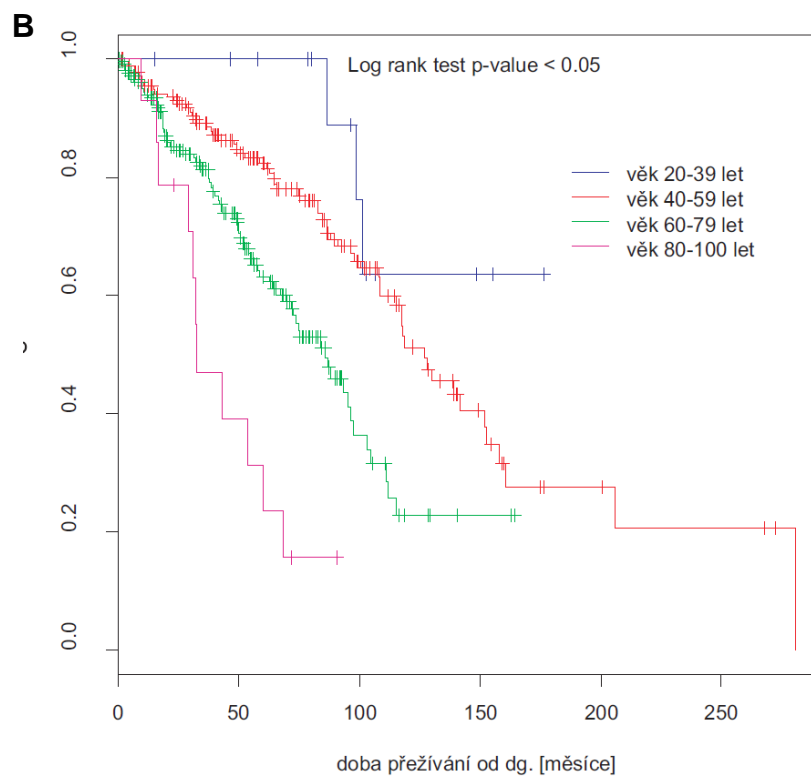 B
Log rank test p-value < 0.05
věk 20-39 let
věk 40-59 let
věk 60-79 let
věk 80-100 let
1.0
0.8
0.6
0.4
0.2
0.0
0 50 100 150 200 250
doba přežívání od dg. [měsíce]